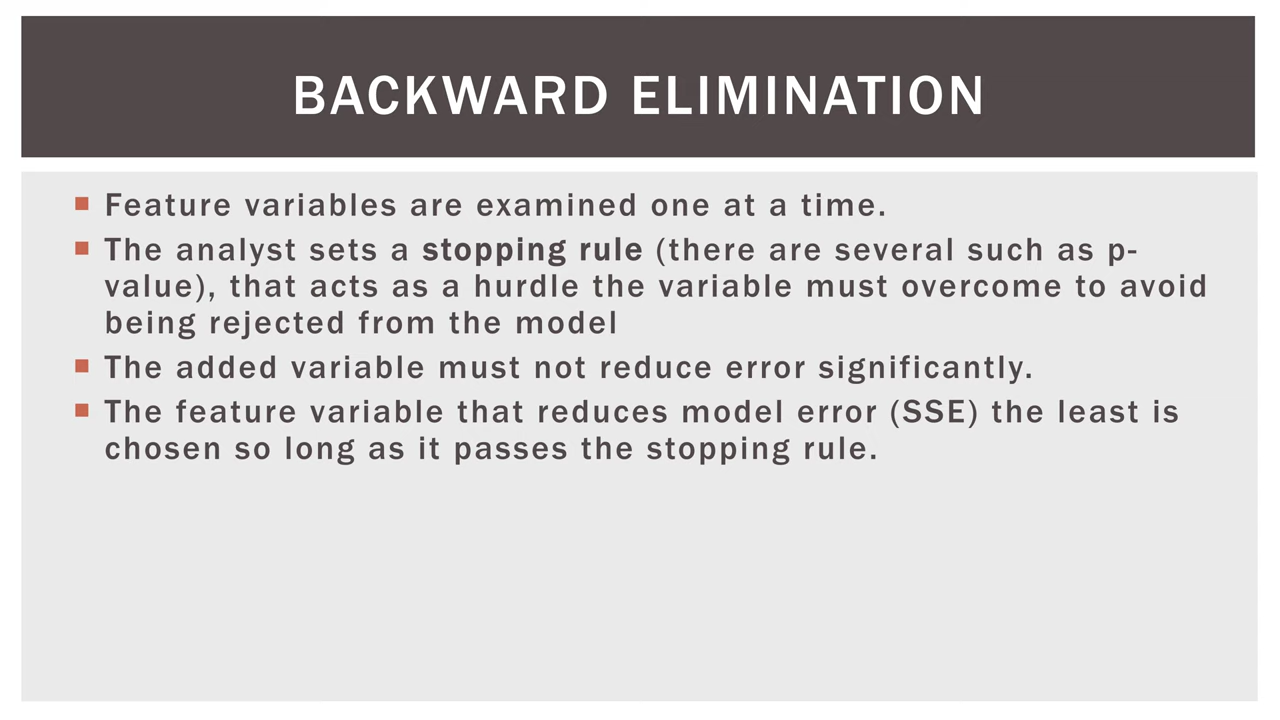 BACKWARD ELIMINATION
Feature variables are examined one at a time.
The analyst sets a stopping rule (there are several such as p-
value), that acts as a hurdle the variable must overcome to avoid
being rejected from the model
The added variable must not reduce error significantly.
The feature variable that reduces model error (SSE) the least is
chosen so long as it passes the stopping rule.